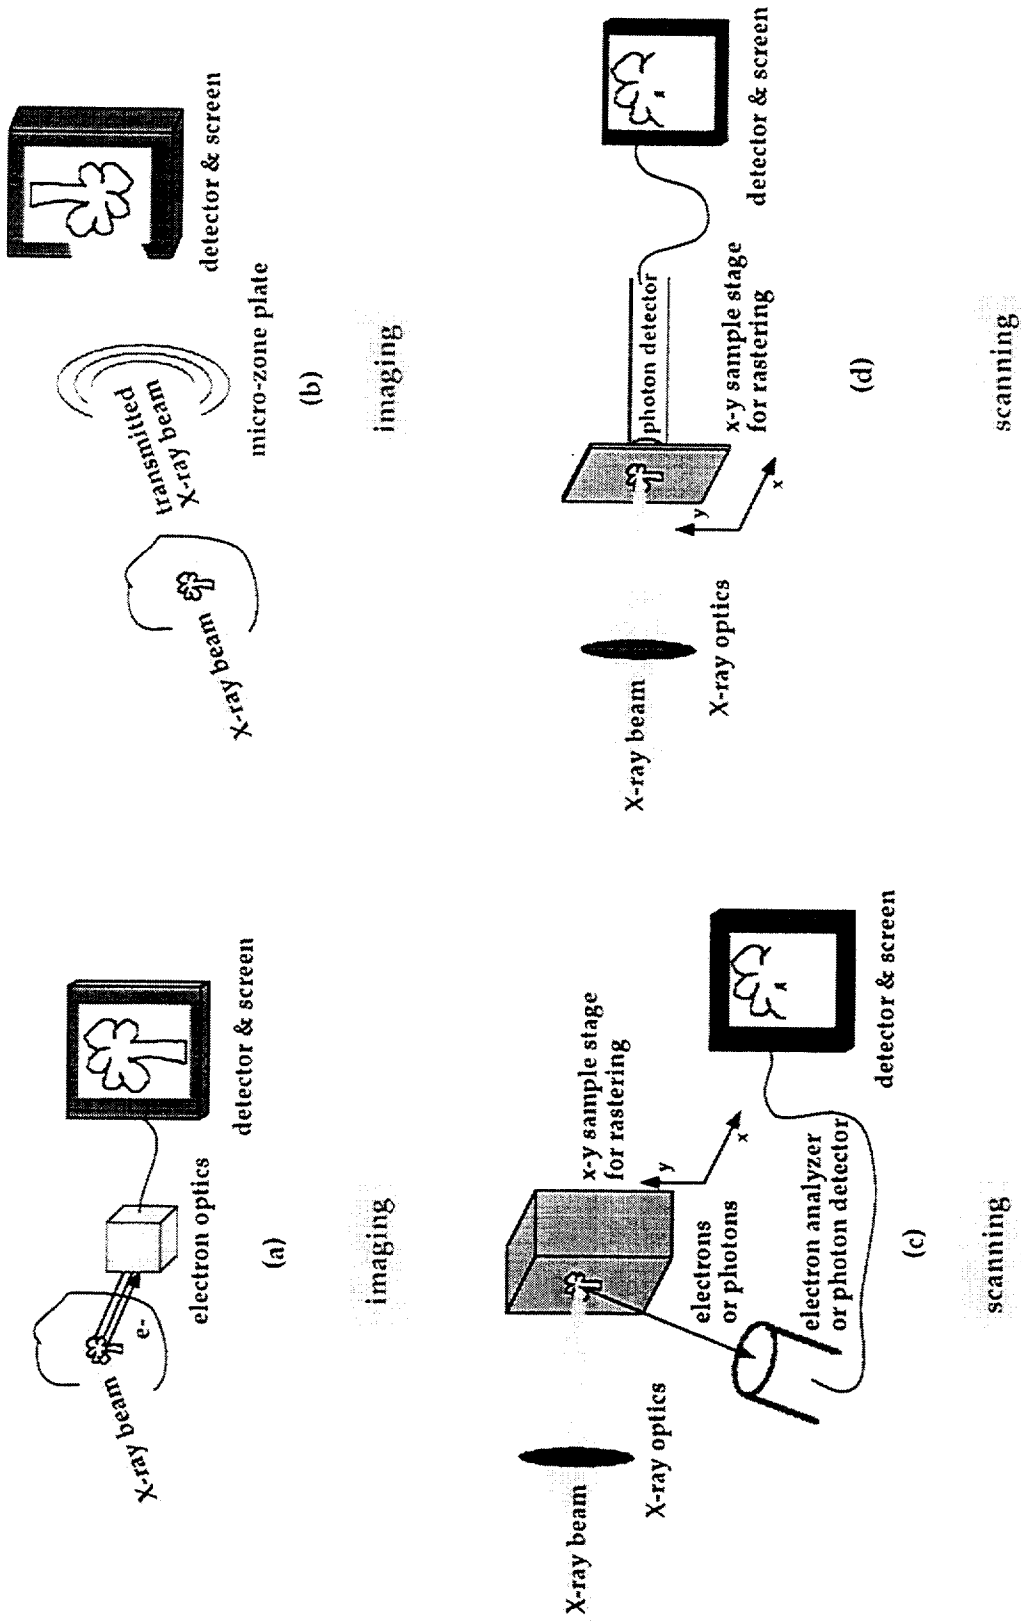 X-ray beam
e-
electron optics
detector & screen
(a)
imaging
X-ray beam
transmitted
X-ray beam
micro-zone plate
detector & screen
(b)
imaging
X-ray beam
X-ray optics
x-y sample stage
for rastering
y
x
electrons
or photons
electron analyzer
or photon detector
detector & screen
(c)
scanning
X-ray beam
X-ray optics
y
x
photon detector
x-y sample stage
for rastering
detector & screen
(d)
scanning